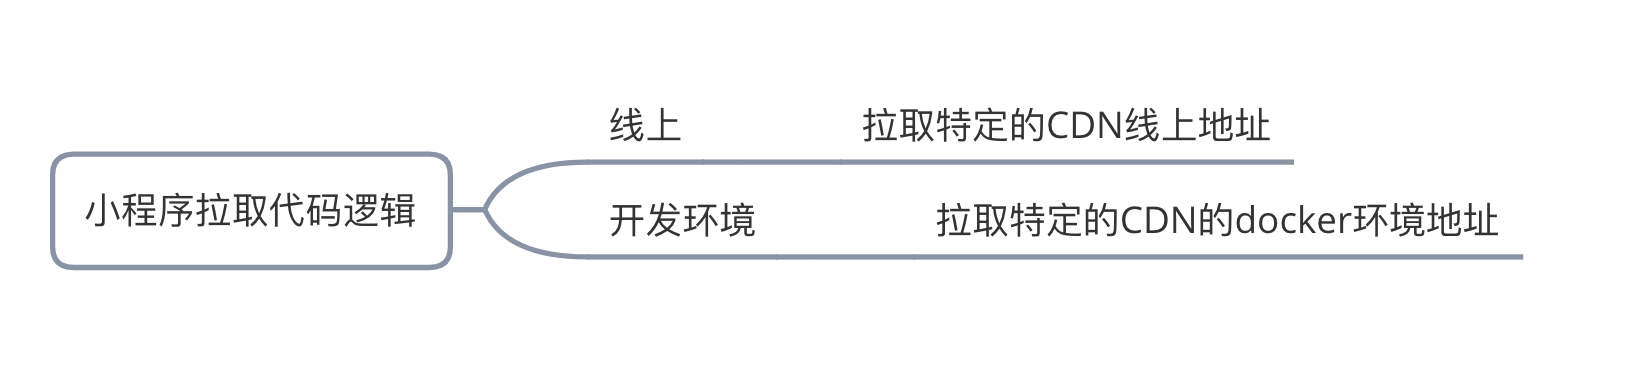 小程序拉取代码逻辑
线上
拉取特定的CDN线上地址
开发环境
拉取特定的CDN的docker环境地址